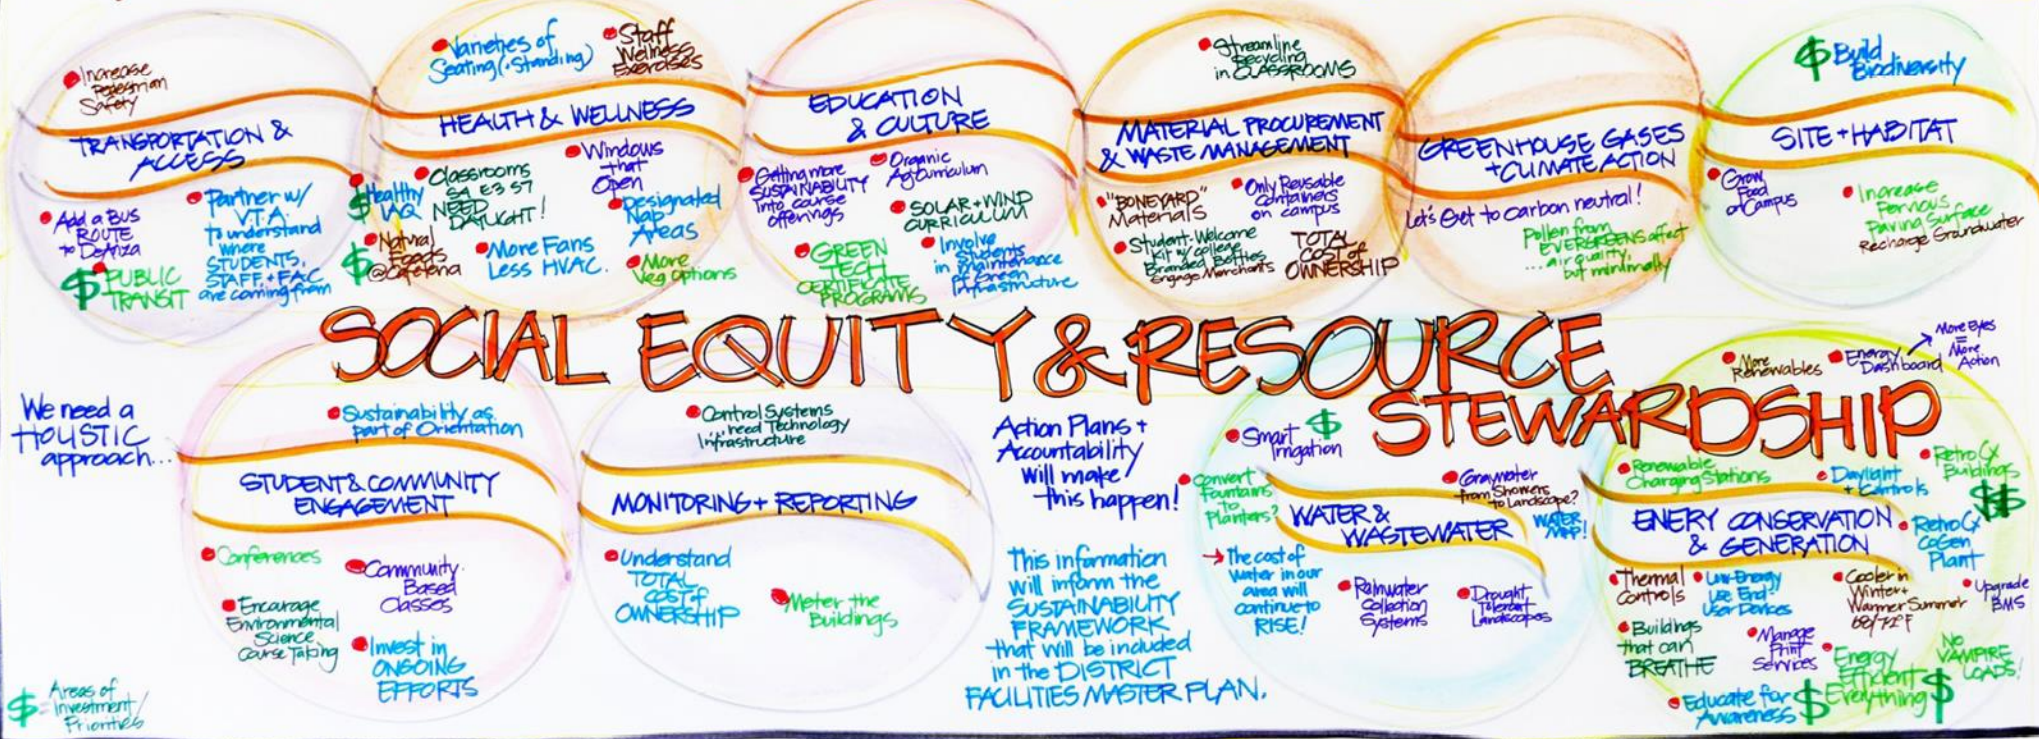 Increase
Pedestrian
Safety
TRANSPORTATION &
ACCESS
Add a BUS
ROUTE
to DeAnza
$ PUBLIC
TRANSIT
Partner w/
V.T.A.
to understand
where
STUDENTS,
STAFF, + FAC
are coming from
Varieties of
Seating (+Standing)
Staff
Wellness
Exercises
HEALTH & WELLNESS
$ Healthy
IAQ
Classrooms
S4 E3 S7
NEED
DAYLIGHT!
Windows
that
Open
Designated
Nap
Areas
$ Natural
Foods
@Cafeteria
More Fans
Less HVAC.
More
Veg options
EDUCATION
& CULTURE
Getting more
SUSTAINABILITY
into course
offerings
Organic
Ag Curriculum
SOLAR + WIND
CURRICULUM
GREEN
TECH
CERTIFICATE
PROGRAMS
Involve
Students
in maintenance
of Green
Infrastructure
Streamline
Recycling
in CLASSROOMS
MATERIAL PROCUREMENT
& WASTE MANAGEMENT
"BONEYARD"
Materials
Only Reusable
Containers
on campus
Student-Welcome
Kit w/ college
Branded Bottles
Engage Merchants
TOTAL
COST of
OWNERSHIP
GREENHOUSE GASES
+ CLIMATE ACTION
Let's Get to carbon neutral!
Pollen from
EVERGREENS affect
...air quality,
but minimally
$ Build
Biodiversity
SITE + HABITAT
Grow
Food
on Campus
Increase
Pervious
Paving Surface
Recharge Groundwater
SOCIAL EQUITY & RESOURCE
STEWARDSHIP
We need a
HOLISTIC
approach...
Sustainability as
part of Orientation
STUDENT & COMMUNITY
ENGAGEMENT
Conferences
Community
Based
Classes
Encourage
Environmental
Science
Course Taking
Invest in
ONGOING
EFFORTS
$ = Areas of
Investment/
Priorities
Control Systems
need Technology
Infrastructure
MONITORING + REPORTING
Understand
TOTAL
COST of
OWNERSHIP
Meter the
Buildings
Action Plans +
Accountability
will make
this happen!
This information
will inform the
SUSTAINABILITY
FRAMEWORK
that will be included
in the DISTRICT
FACILITIES MASTER PLAN.
Smart $
Irrigation
Convert
Fountains
to
Planters?
Graywater
from Showers
to Landscape?
WATER &
WASTEWATER
WATER
MAP!
The cost of
water in our
area will
continue to
RISE!
Rainwater
Collection
Systems
Drought
Tolerant
Landscapes
More
Renewables
Energy
Dashboard
More Eyes
=
More
Action
Renewable
Charging Stations
Daylight
+ Controls
Retro Cx
Buildings
$$
ENERY CONSERVATION
& GENERATION
Retro Cx
CoGen
Plant
Thermal
Controls
Low-Energy
Use End-
User Devices
Cooler in
Winter +
Warmer Summer
68/72°F
Upgrade
BMS
Buildings
that can
BREATHE
Manage
Print
Services
Energy
Efficient
$ Everything $
No
VAMPIRE
LOADS!
Educate for
Awareness